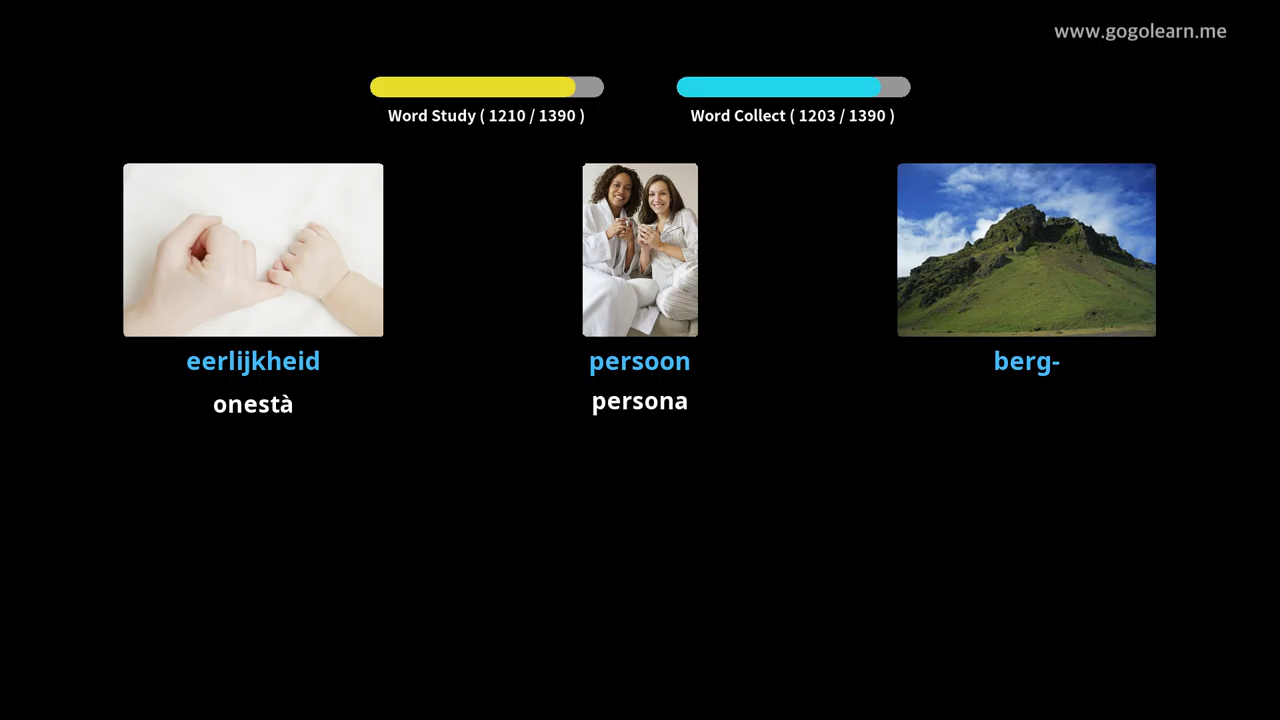 www.gogolearn.me
Word Study ( 1210 / 1390 )
Word Collect ( 1203 / 1390 )
eerlijkheid
persoon
berg-
onestà
persona